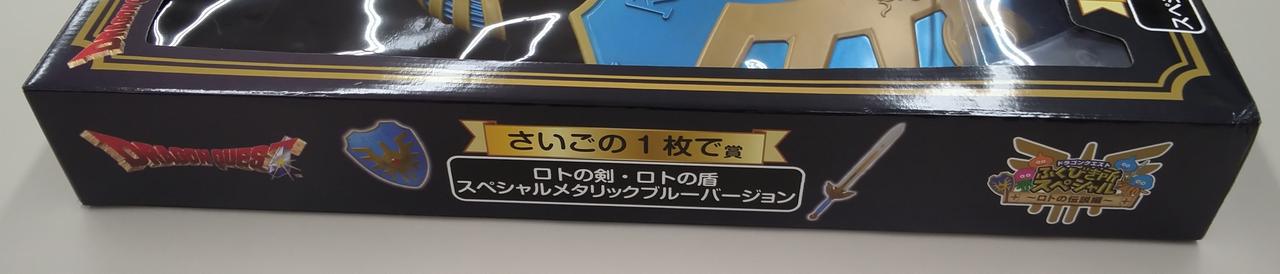 DRAGON QUEST
さいごの1枚で賞
ロトの剣・ロトの盾
スペシャルメタリックブルーバージョン
ドラゴンクエスト
ふくびき所
スペシャル
～ロトの伝説編～